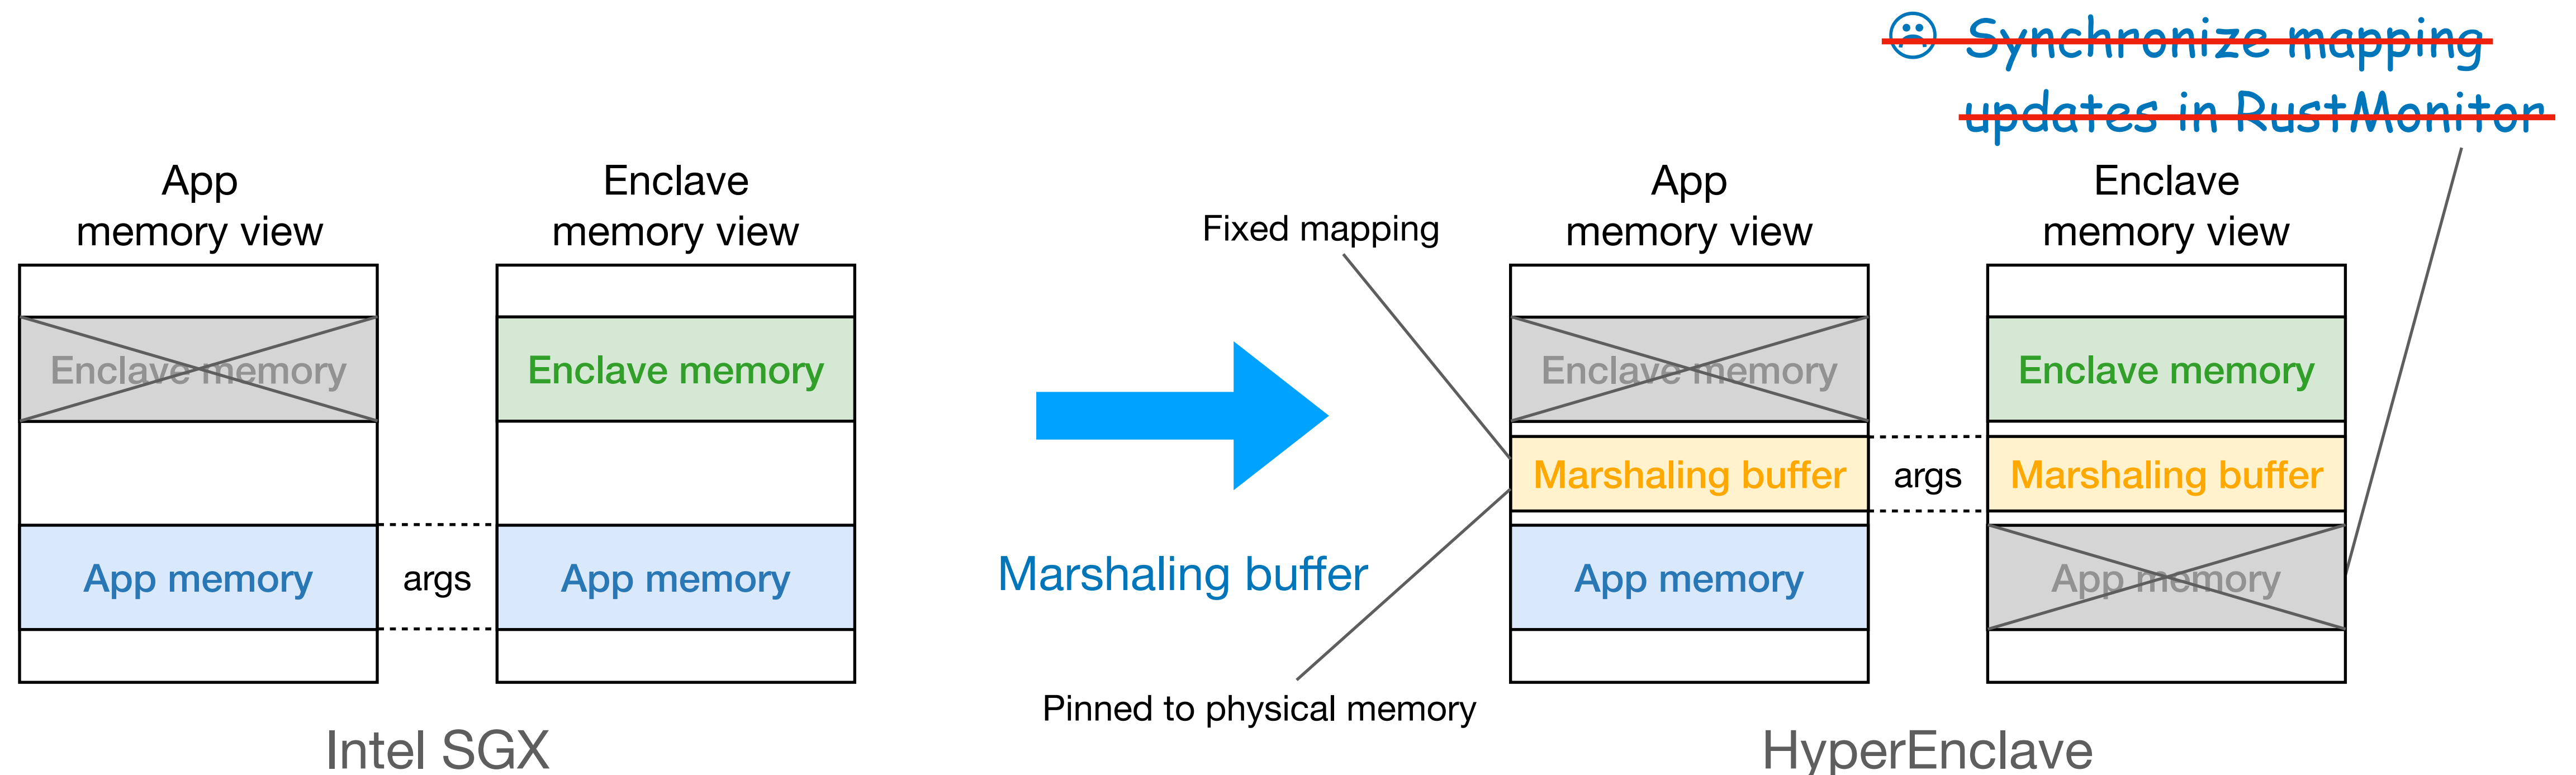 Synchronize mapping
updates in RustMonitor
App
memory view
Enclave
memory view
Enclave memory
Enclave memory
App memory
args
App memory
Intel SGX
Marshaling buffer
Fixed mapping
Pinned to physical memory
App
memory view
Enclave
memory view
Enclave memory
Enclave memory
Marshaling buffer
args
Marshaling buffer
App memory
App memory
HyperEnclave